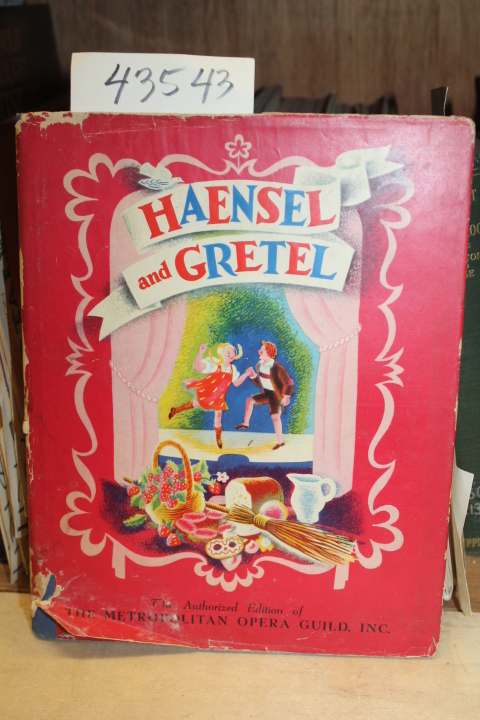 43543
HAENSEL
and GRETEL
The Authorized Edition of
THE METROPOLITAN OPERA GUILD, INC.